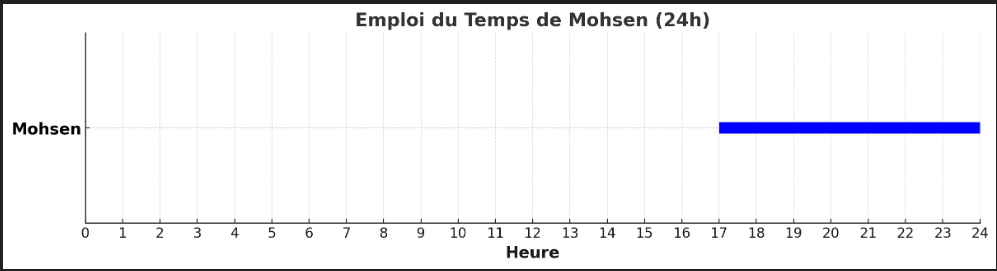 Emploi du Temps de Mohsen (24h)
Mohsen
0 1 2 3 4 5 6 7 8 9 10 11 12 13 14 15 16 17 18 19 20 21 22 23 24
Heure